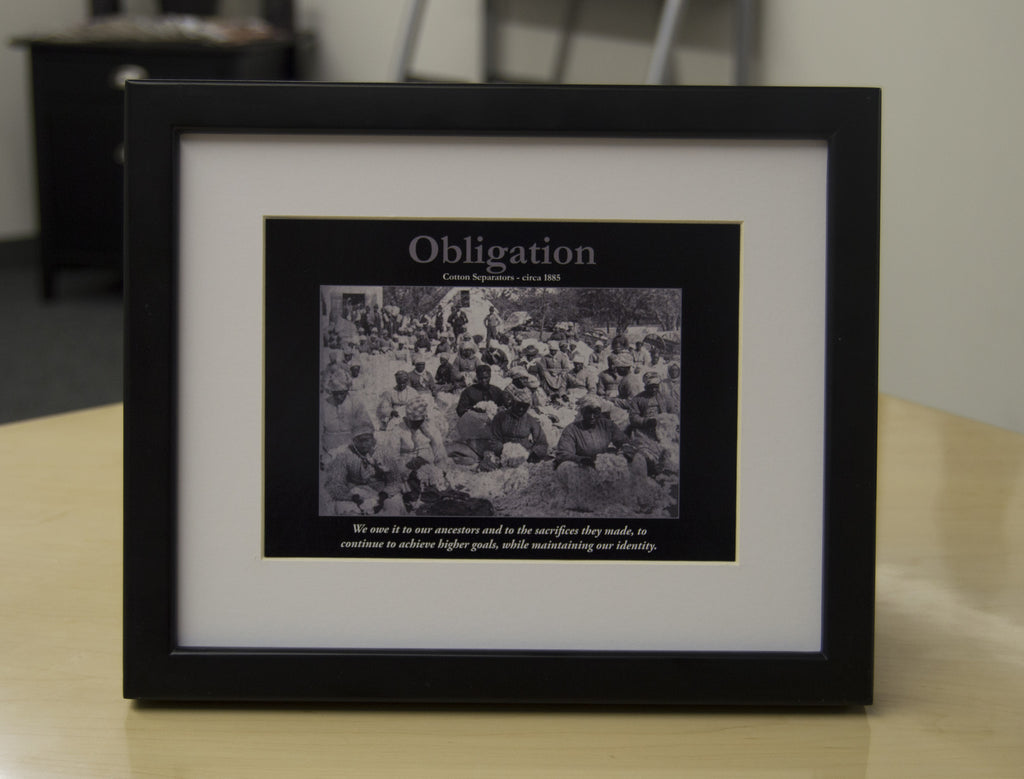 Obligation
Cotton Separators - circa 1885
We owe it to our ancestors and to the sacrifices they made, to
continue to achieve higher goals, while maintaining our identity.